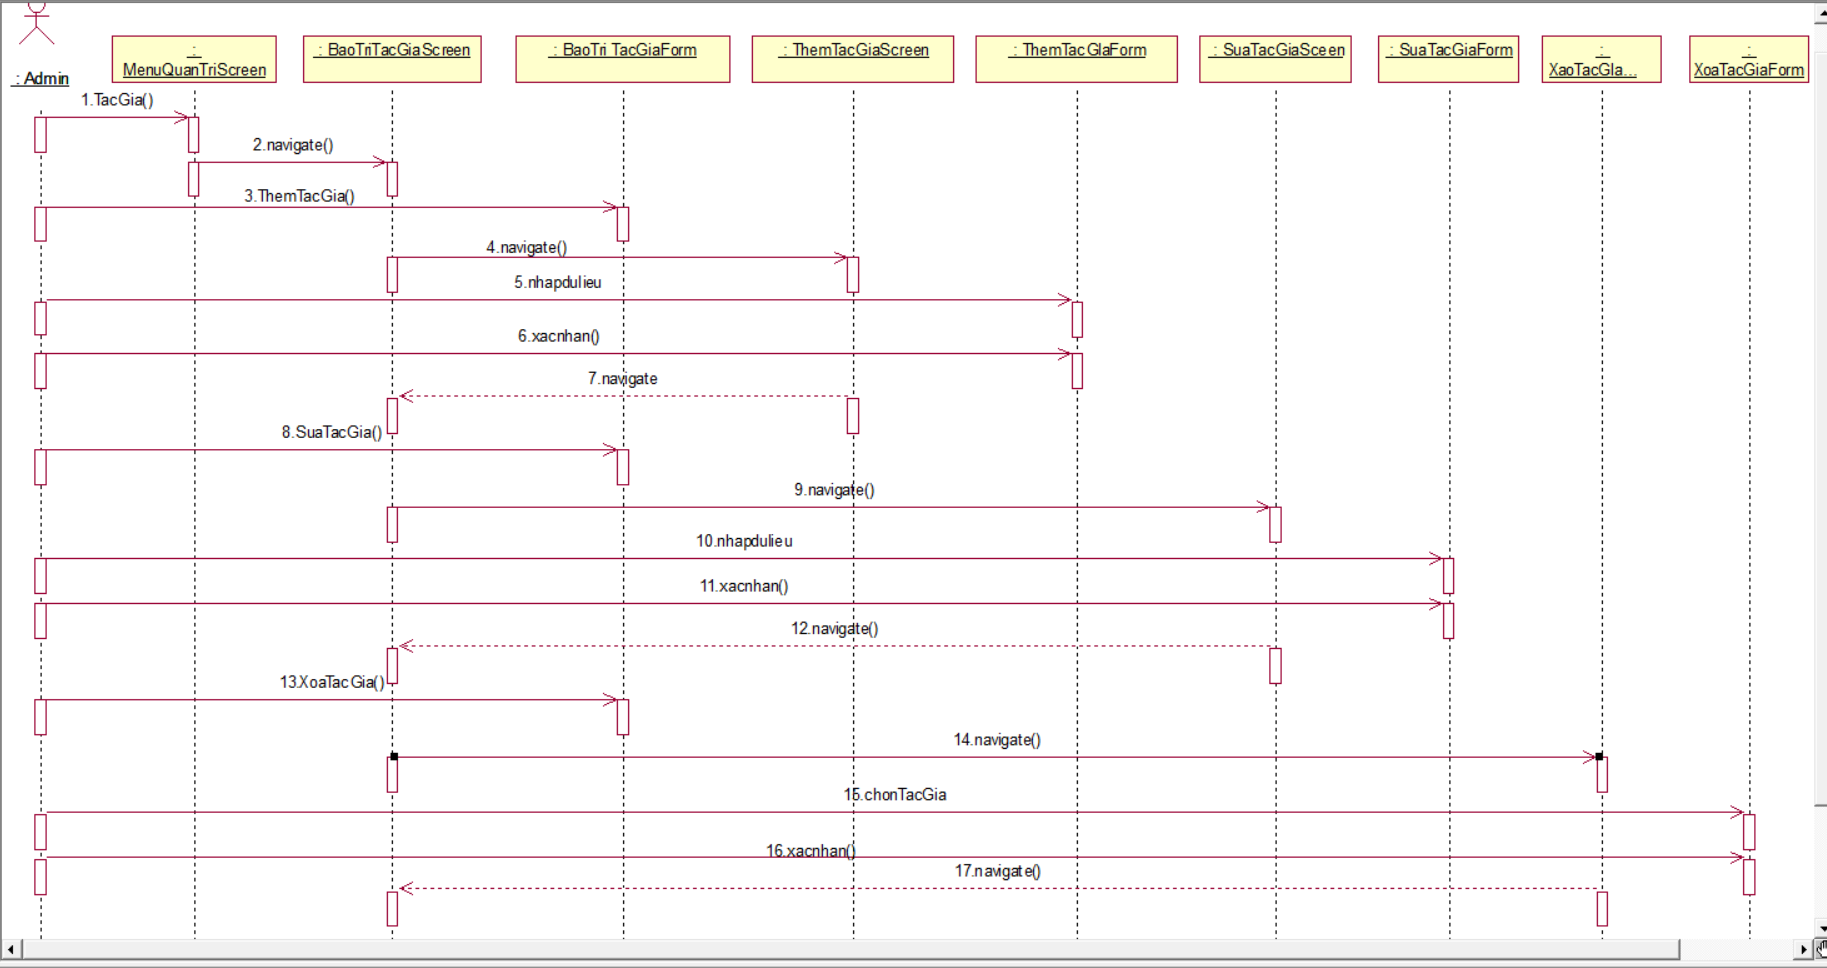 : Admin
:
MenuQuanTriScreen
: BaoTriTacGiaScreen
: BaoTri TacGiaForm
: ThemTacGiaScreen
: ThemTacGIaForm
: SuaTacGiaSceen
: SuaTacGiaForm
:
XaoTacGIa...
:
XoaTacGiaForm
1.TacGia()
2.navigate()
3.ThemTacGia()
4.navigate()
5.nhapdulieu
6.xacnhan()
7.navigate
8.SuaTacGia()
9.navigate()
10.nhapdulieu
11.xacnhan()
12.navigate()
13.XoaTacGia()
14.navigate()
15.chonTacGia
16.xacnhan()
17.navigate()